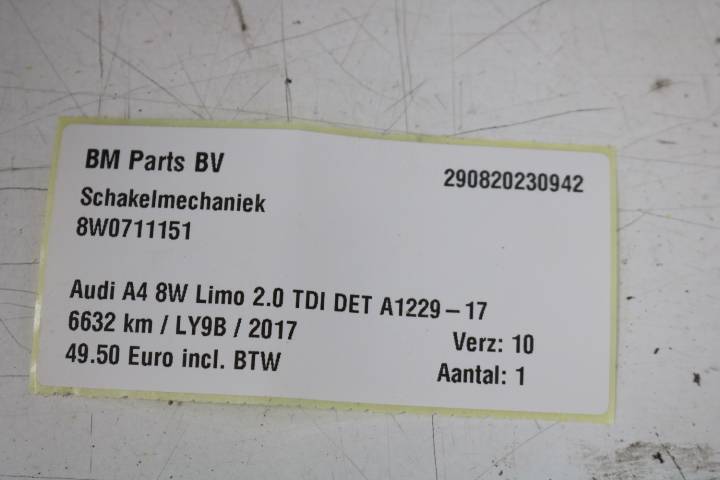 BM Parts BV
290820230942
Schakelmechaniek
8W0711151
Audi A4 8W Limo 2.0 TDI DET A1229-17
6632 km / LY9B / 2017
Verz: 10
49.50 Euro incl. BTW
Aantal: 1